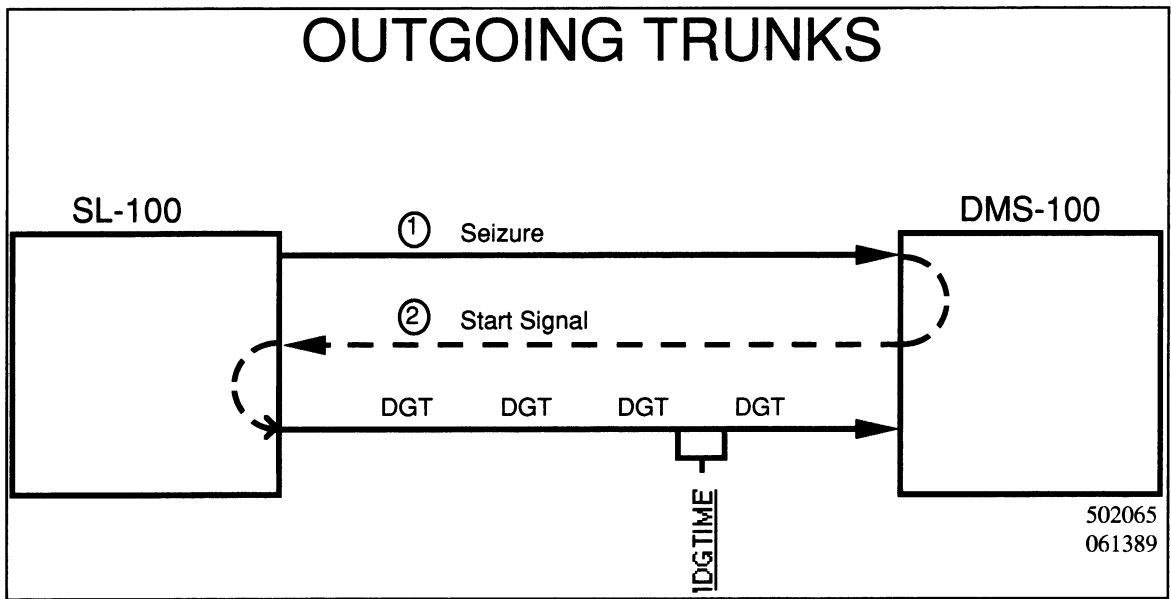 OUTGOING TRUNKS
SL-100
DMS-100
1 Seizure
2 Start Signal
DGT DGT DGT DGT
IDGTIME
502065
061389